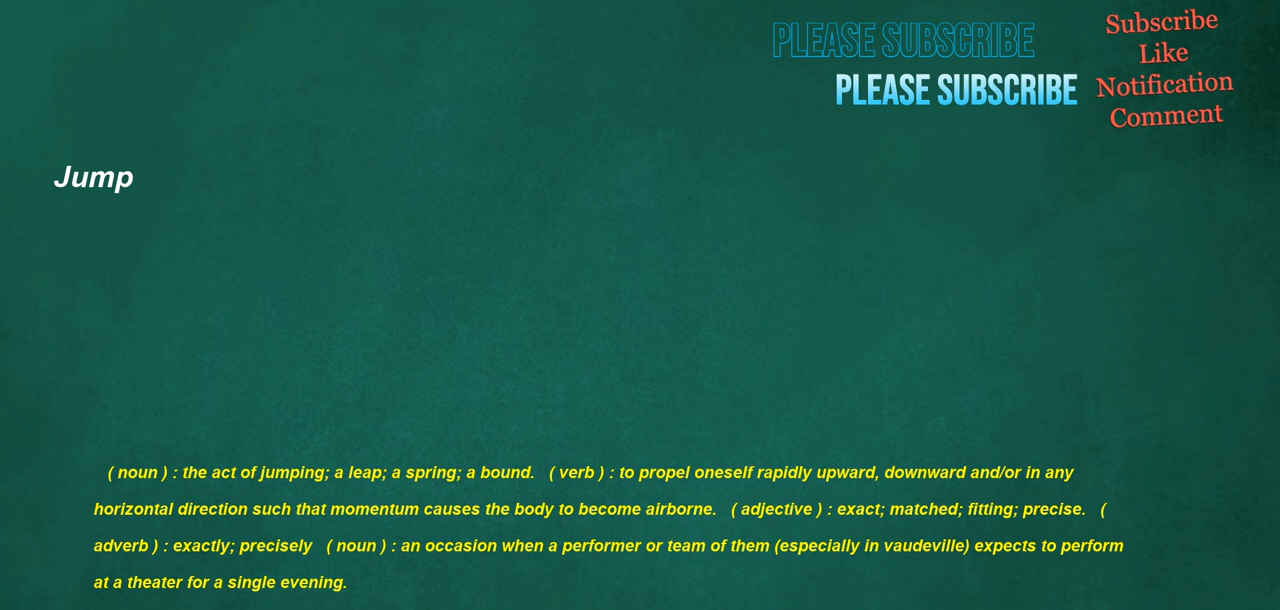 PLEASE SUBSCRIBE
PLEASE SUBSCRIBE
Subscribe
Like
Notification
Comment
Jump
( noun ) : the act of jumping; a leap; a spring; a bound. ( verb ) : to propel oneself rapidly upward, downward and/or in any
horizontal direction such that momentum causes the body to become airborne. ( adjective ) : exact; matched; fitting; precise. (
adverb ) : exactly; precisely ( noun ) : an occasion when a performer or team of them (especially in vaudeville) expects to perform
at a theater for a single evening.